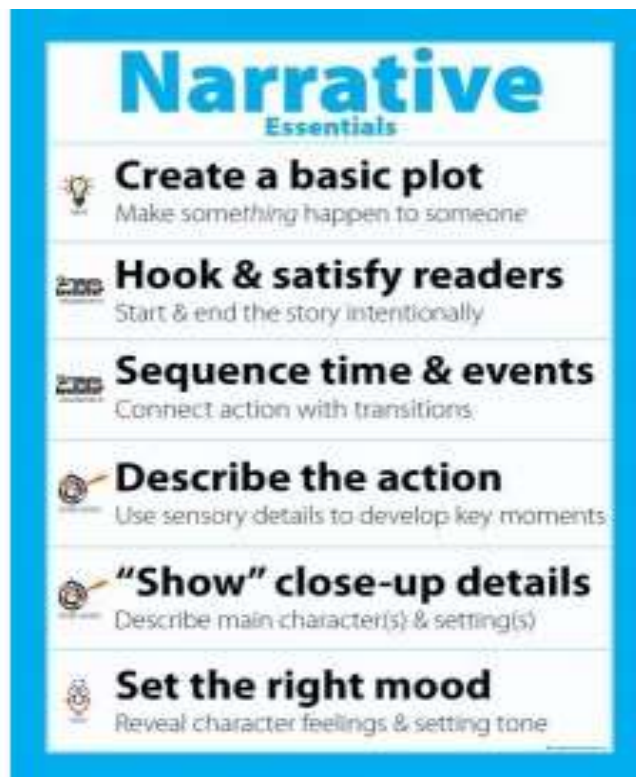 Narrative
Essentials
Create a basic plot
Make something happen to someone
Hook & satisfy readers
Start & end the story intentionally
Sequence time & events
Connect action with transitions
Describe the action
Use sensory details to develop key moments
“Show” close-up details
Describe main character(s) & setting(s)
Set the right mood
Reveal character feelings & setting tone